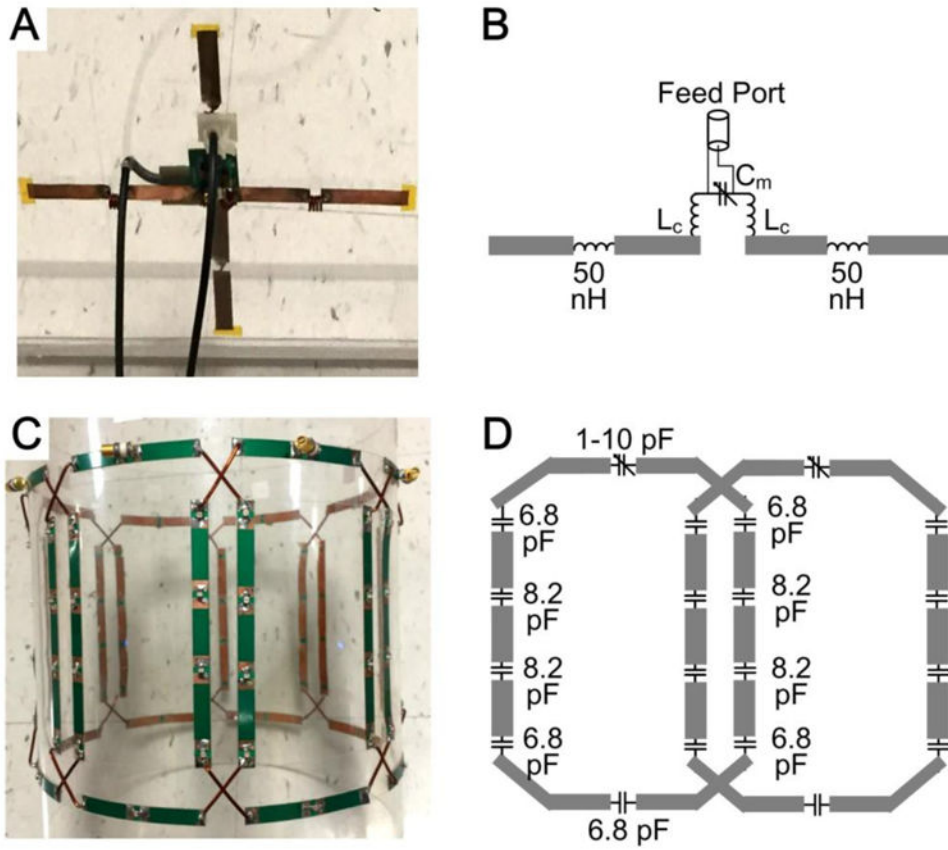 A
B
Feed Port
Cm
Lc
Lc
50
nH
50
nH
C
D
1-10 pF
6.8
pF
6.8
pF
8.2
pF
8.2
pF
8.2
pF
8.2
pF
6.8
pF
6.8
pF
6.8 pF